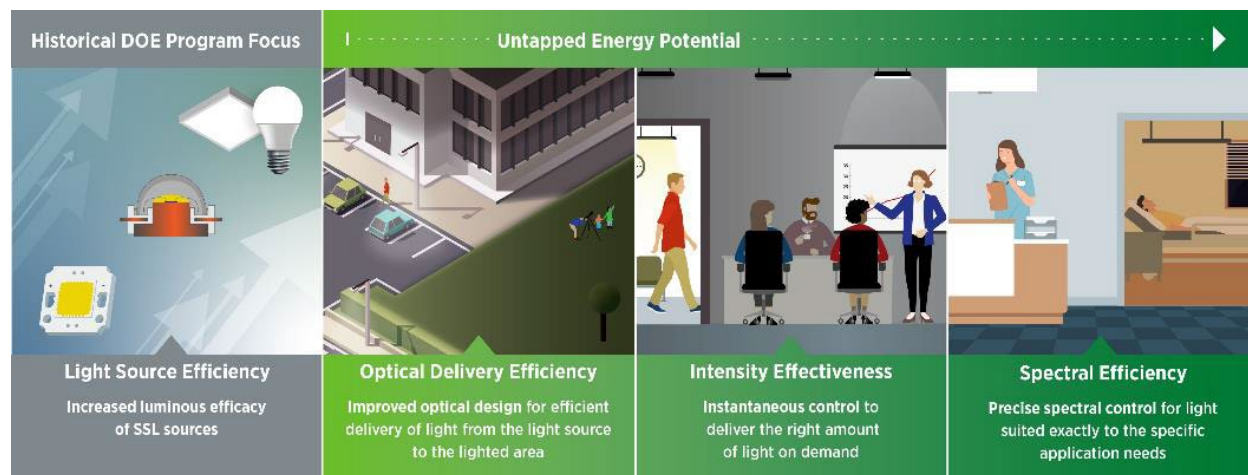 Historical DOE Program Focus
Untapped Energy Potential
Light Source Efficiency
Increased luminous efficacy
of SSL sources
Optical Delivery Efficiency
Improved optical design for efficient
delivery of light from the light source
to the lighted area
Intensity Effectiveness
Instantaneous control to
deliver the right amount
of light on demand
Spectral Efficiency
Precise spectral control for light
suited exactly to the specific
application needs